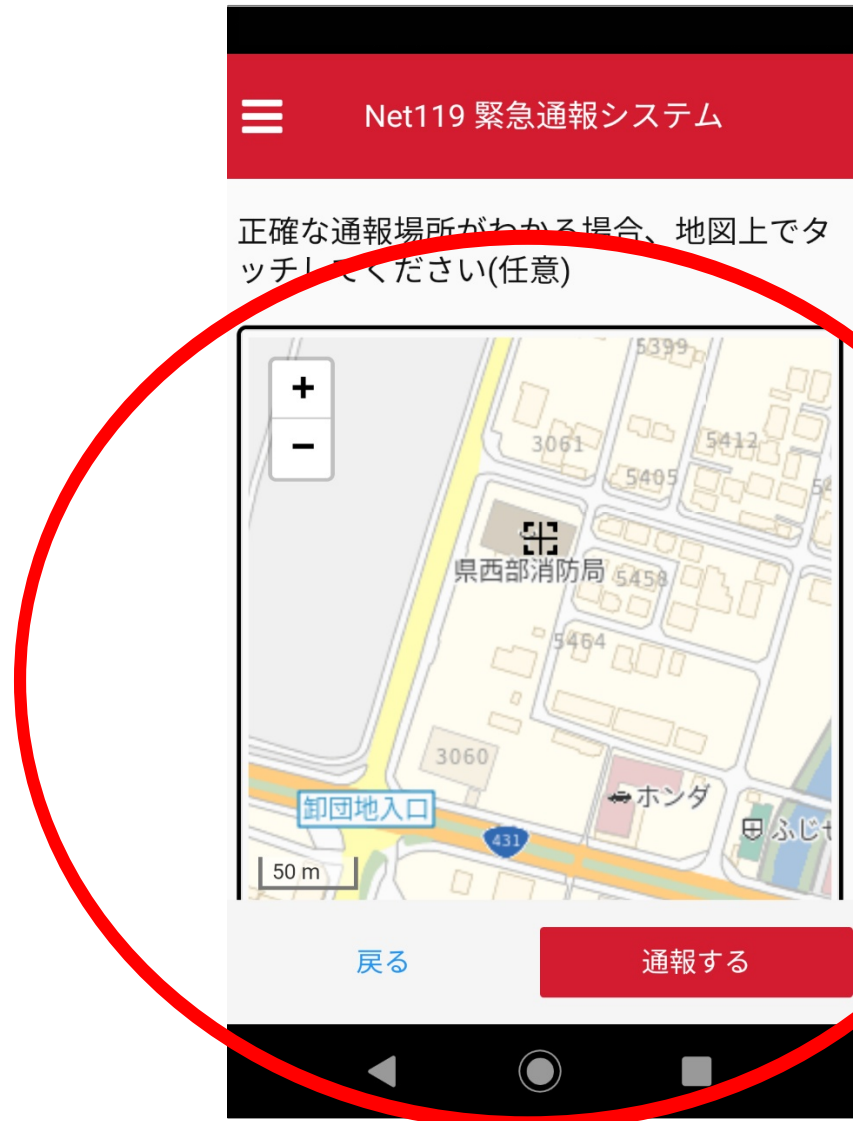 Net119 緊急通報システム
正確な通報場所がわかる場合、地図上でタ
ッチしてください(任意)
5399
+
−
3061
5412
5405
県西部消防局
5458
5464
3060
ホンダ
卸団地入口
ふじせ
431
50 m
戻る
通報する